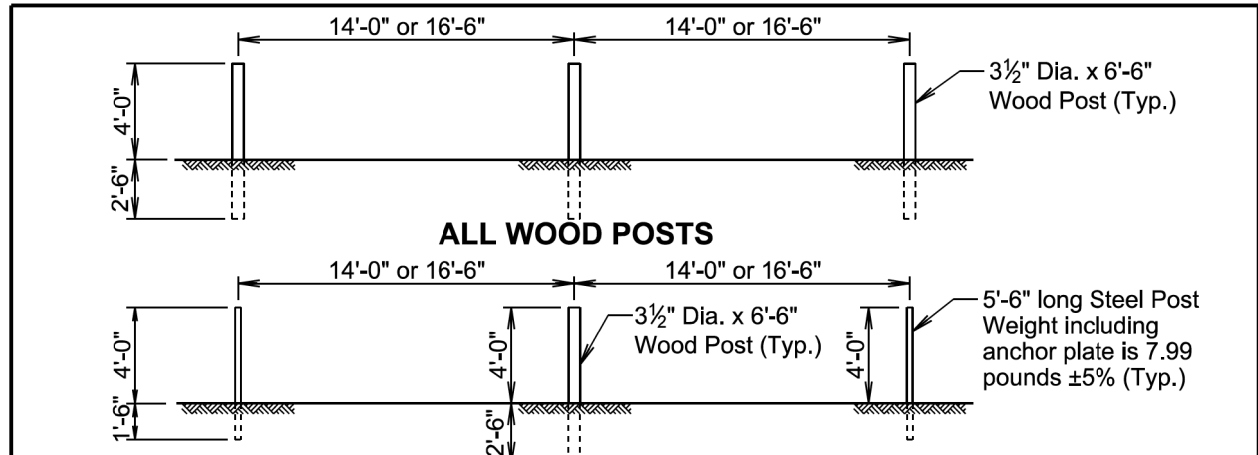 14'-0" or 16'-6" 14'-0" or 16'-6"
3½" Dia. x 6'-6"
Wood Post (Typ.)
4'-0"
2'-6"
ALL WOOD POSTS
14'-0" or 16'-6" 14'-0" or 16'-6"
4'-0"
1'-6"
4'-0"
2'-6"
3½" Dia. x 6'-6"
Wood Post (Typ.)
4'-0"
5'-6" long Steel Post
Weight including
anchor plate is 7.99
pounds ±5% (Typ.)